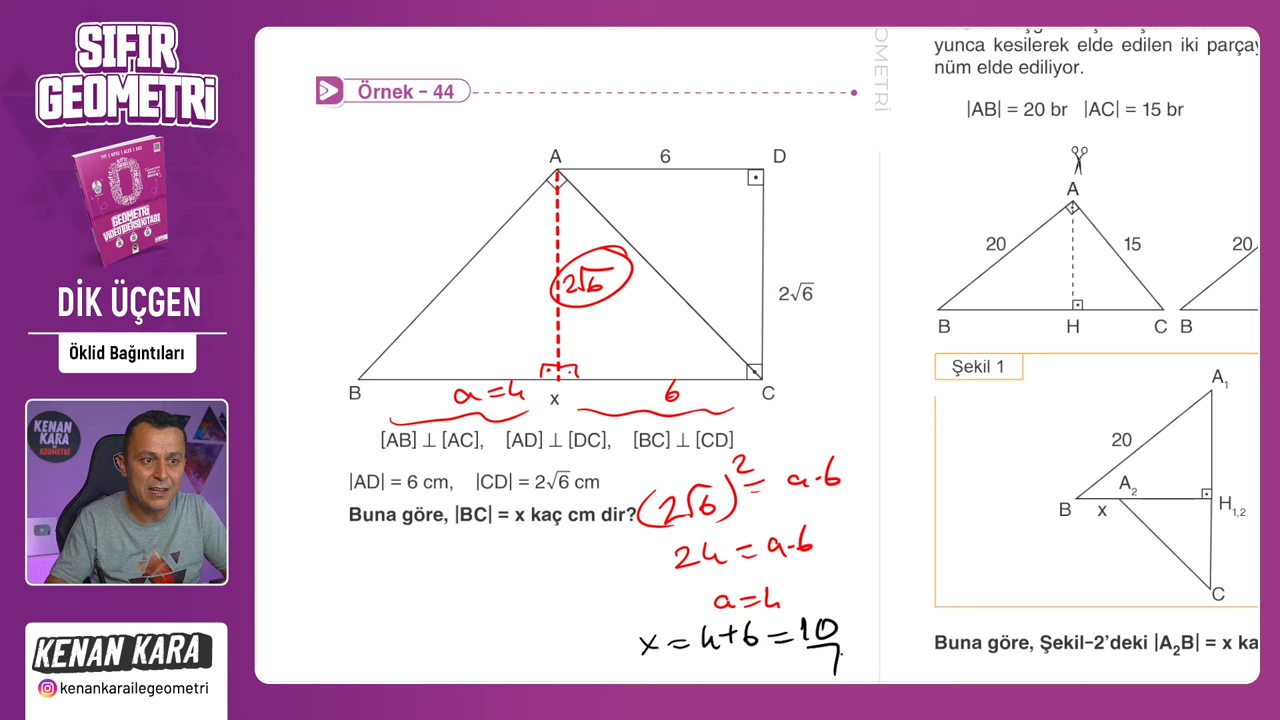 SIFIR
GEOMETRİ
GEOMETRİ
VİDEO DERS KİTABI
DİK ÜÇGEN
Öklid Bağıntıları
KENAN
KARA
KENAN KARA
kenankarailegeometri
Örnek - 44
A
6
D
2√6
2√6
B
a=4
x
6
C
[AB] ⊥ [AC], [AD] ⊥ [DC], [BC] ⊥ [CD]
|AD| = 6 cm, |CD| = 2√6 cm
Buna göre, |BC| = x kaç cm dir?
(2√6)² = a·6
24 = a·6
a=4
x = 4+6 = 10
OMETRİ
yunca kesilerek elde edilen iki parçay
nüm elde ediliyor.
|AB| = 20 br |AC| = 15 br
A
20
15
20
B
H
C
B
Şekil 1
A₁
20
A₂
B
x
H₁,₂
C
Buna göre, Şekil-2'deki |A₂B| = x ka